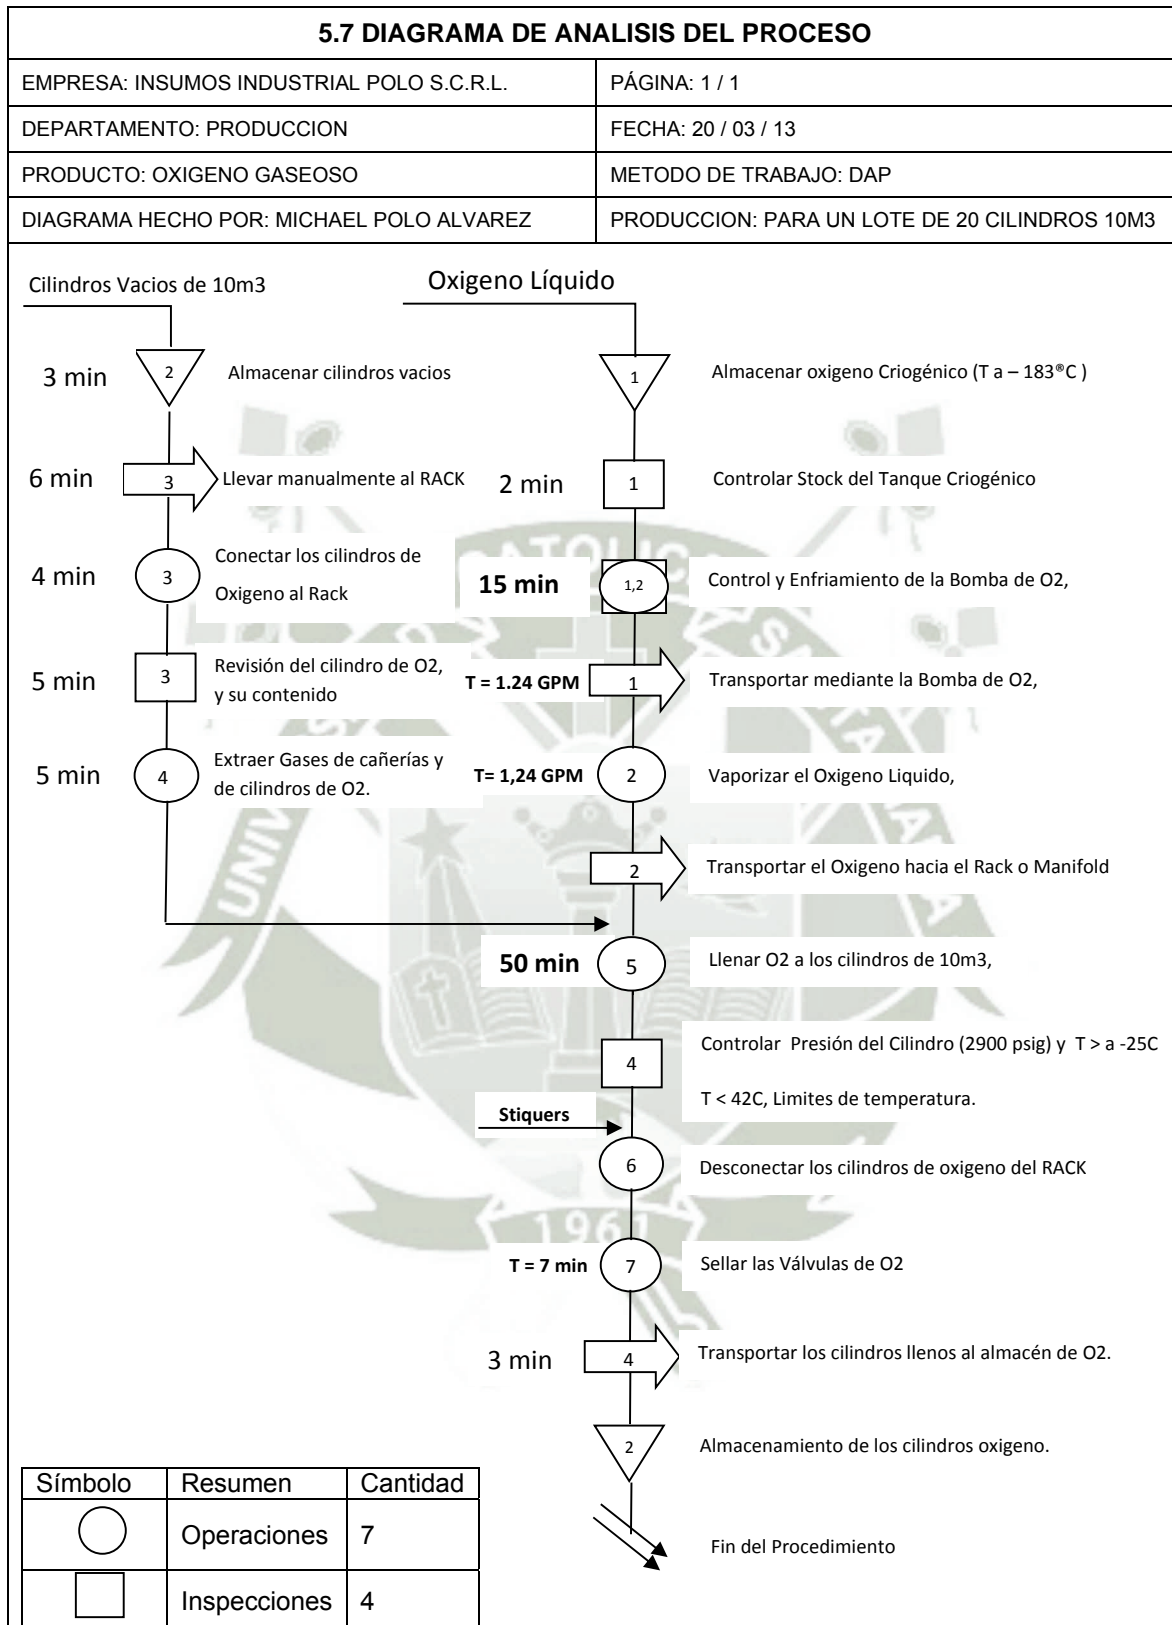 5.7 DIAGRAMA DE ANALISIS DEL PROCESO
EMPRESA: INSUMOS INDUSTRIAL POLO S.C.R.L.
PÁGINA: 1 / 1
DEPARTAMENTO: PRODUCCION
FECHA: 20 / 03 / 13
PRODUCTO: OXIGENO GASEOSO
METODO DE TRABAJO: DAP
DIAGRAMA HECHO POR: MICHAEL POLO ALVAREZ
PRODUCCION: PARA UN LOTE DE 20 CILINDROS 10M3
Cilindros Vacios de 10m3
3 min
2
Almacenar cilindros vacios
6 min
3
Llevar manualmente al RACK
4 min
3
Conectar los cilindros de
Oxigeno al Rack
5 min
3
Revisión del cilindro de O2,
y su contenido
5 min
4
Extraer Gases de cañerías y
de cilindros de O2.
Oxigeno Líquido
1
Almacenar oxigeno Criogénico (T a – 183®C )
2 min
1
Controlar Stock del Tanque Criogénico
15 min
1,2
Control y Enfriamiento de la Bomba de O2,
T = 1.24 GPM
1
Transportar mediante la Bomba de O2,
T= 1,24 GPM
2
Vaporizar el Oxigeno Liquido,
2
Transportar el Oxigeno hacia el Rack o Manifold
50 min
5
Llenar O2 a los cilindros de 10m3,
4
Controlar Presión del Cilindro (2900 psig) y T > a -25C
T < 42C, Limites de temperatura.
Stiquers
6
Desconectar los cilindros de oxigeno del RACK
1961
T = 7 min
7
Sellar las Válvulas de O2
3 min
4
Transportar los cilindros llenos al almacén de O2.
2
Almacenamiento de los cilindros oxigeno.
Fin del Procedimiento
Símbolo Resumen Cantidad
Operaciones 7
Inspecciones 4